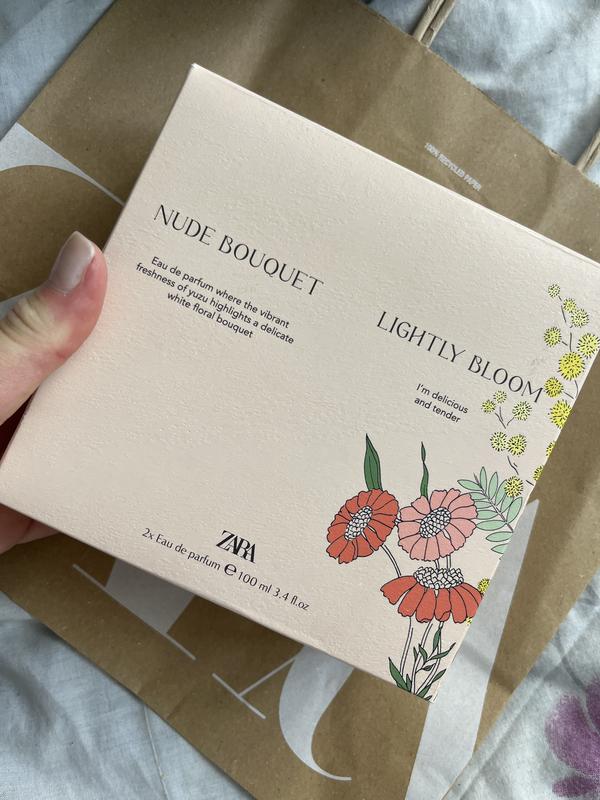 100% RECYCLED PAPER
NUDE BOUQUET
Eau de parfum where the vibrant
freshness of yuzu highlights a delicate
white floral bouquet
LIGHTLY BLOOM
I'm delicious
and tender
ZARA
2x Eau de parfum ℮ 100 ml 3.4 fl.oz